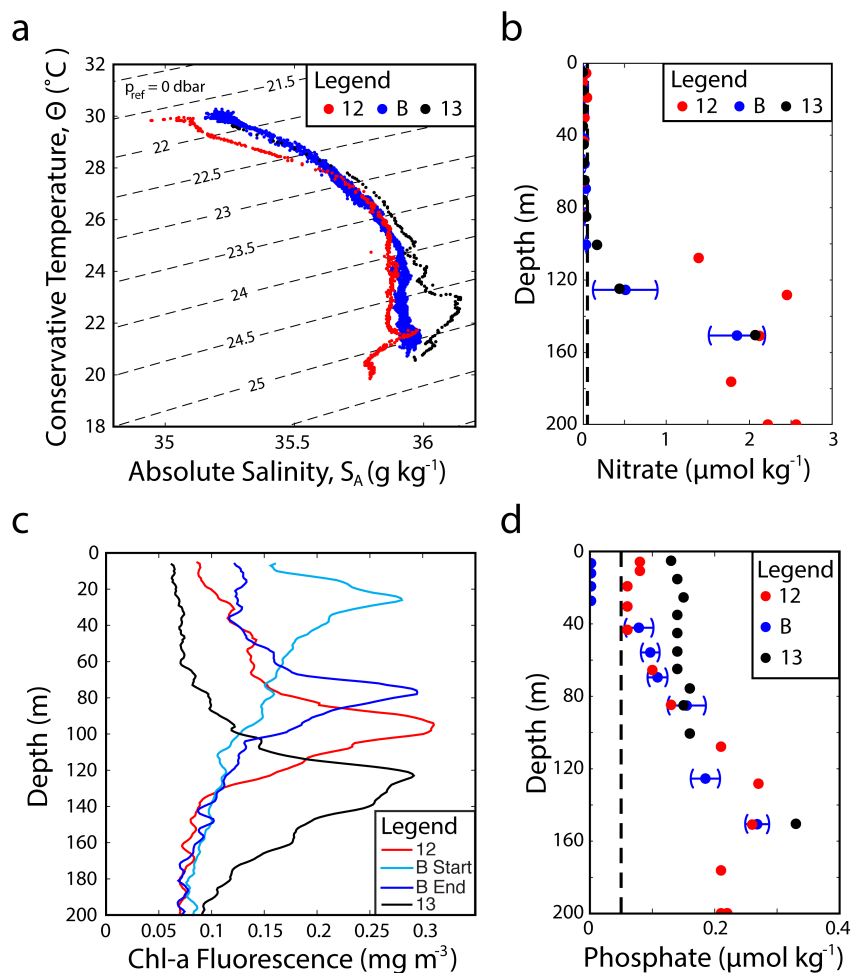 a
Conservative Temperature, Θ (˚C)
32
30
28
26
24
22
20
18
p_ref = 0 dbar
21.5
22
22.5
23
23.5
24
24.5
25
Legend
12 B 13
35 35.5 36
Absolute Salinity, S_A (g kg⁻¹)
b
Depth (m)
0
40
80
120
160
200
Legend
12 B 13
0 1 2 3
Nitrate (μmol kg⁻¹)
c
Depth (m)
0
20
40
60
80
100
120
140
160
180
200
Legend
12
B Start
B End
13
0 0.05 0.1 0.15 0.2 0.25 0.3
Chl-a Fluorescence (mg m⁻³)
d
Depth (m)
0
40
80
120
160
200
Legend
12
B
13
0 0.2 0.4
Phosphate (μmol kg⁻¹)